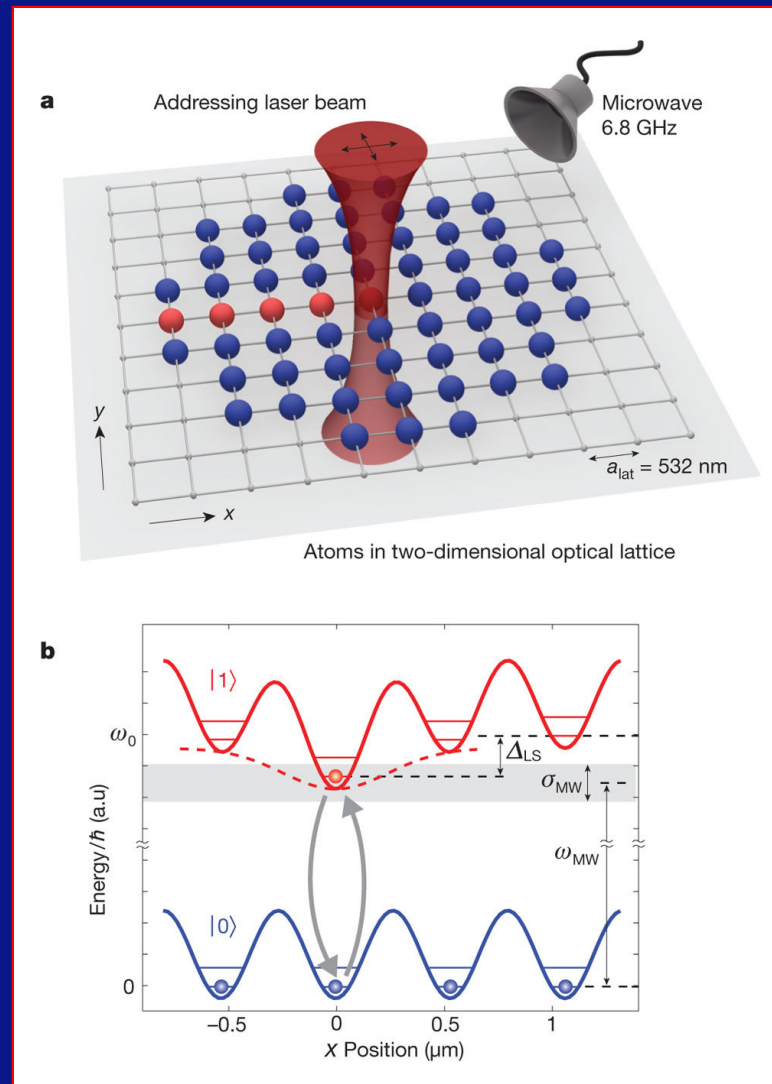 a
Addressing laser beam
Microwave
6.8 GHz
y
x
a_lat = 532 nm
Atoms in two-dimensional optical lattice
b
|1⟩
ω₀
Δ_LS
σ_MW
ω_MW
Energy/ℏ (a.u)
|0⟩
0
−0.5 0 0.5 1
x Position (μm)